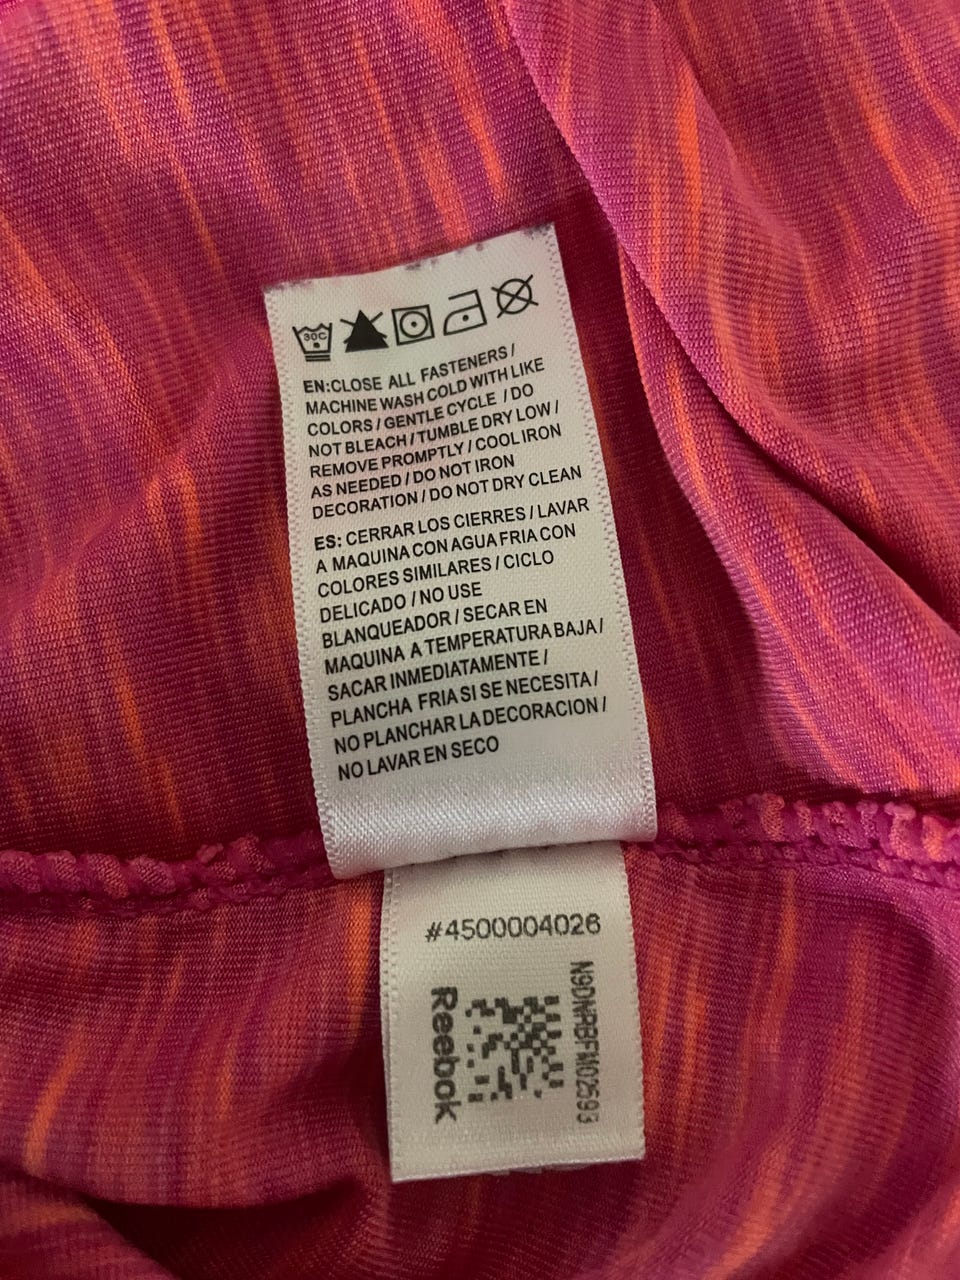 30C
EN:CLOSE ALL FASTENERS /
MACHINE WASH COLD WITH LIKE
COLORS / GENTLE CYCLE / DO
NOT BLEACH / TUMBLE DRY LOW /
REMOVE PROMPTLY / COOL IRON
AS NEEDED / DO NOT IRON
DECORATION / DO NOT DRY CLEAN
ES: CERRAR LOS CIERRES / LAVAR
A MAQUINA CON AGUA FRIA CON
COLORES SIMILARES / CICLO
DELICADO / NO USE
BLANQUEADOR / SECAR EN
MAQUINA A TEMPERATURA BAJA /
SACAR INMEDIATAMENTE /
PLANCHA FRIA SI SE NECESITA /
NO PLANCHAR LA DECORACION /
NO LAVAR EN SECO
#4500004026
N9DNRBFW02593
Reebok